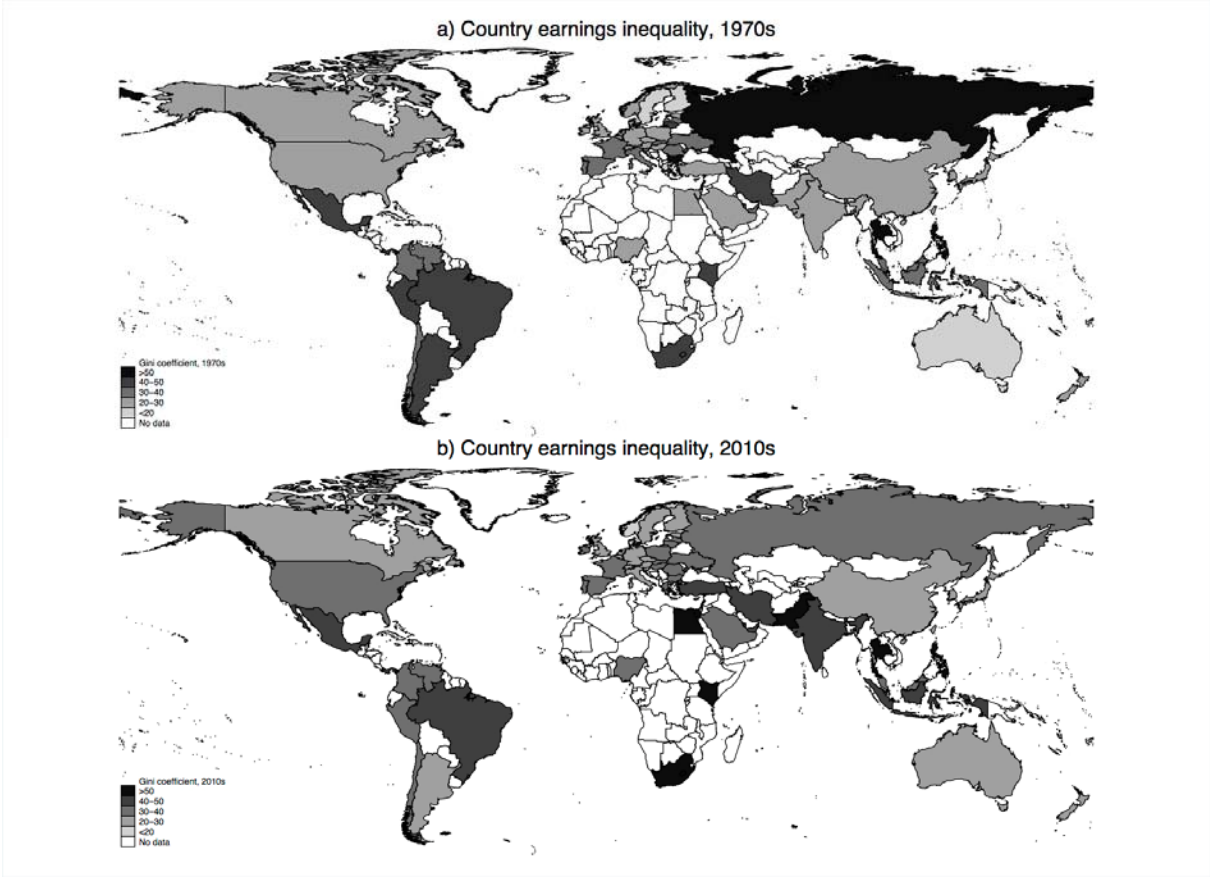 a) Country earnings inequality, 1970s
Gini coefficient, 1970s
>50
40–50
30–40
20–30
<20
No data
b) Country earnings inequality, 2010s
Gini coefficient, 2010s
>50
40–50
30–40
20–30
<20
No data